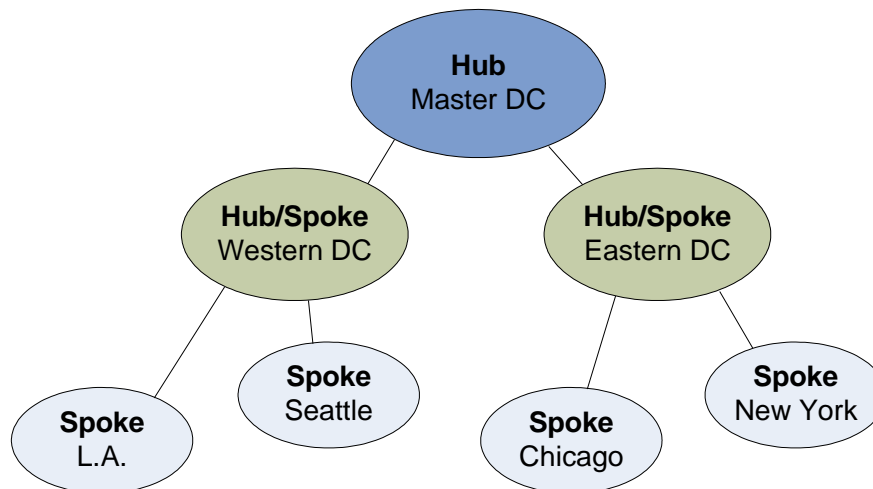 Hub
Master DC
Hub/Spoke
Western DC
Hub/Spoke
Eastern DC
Spoke
Seattle
Spoke
New York
Spoke
L.A.
Spoke
Chicago